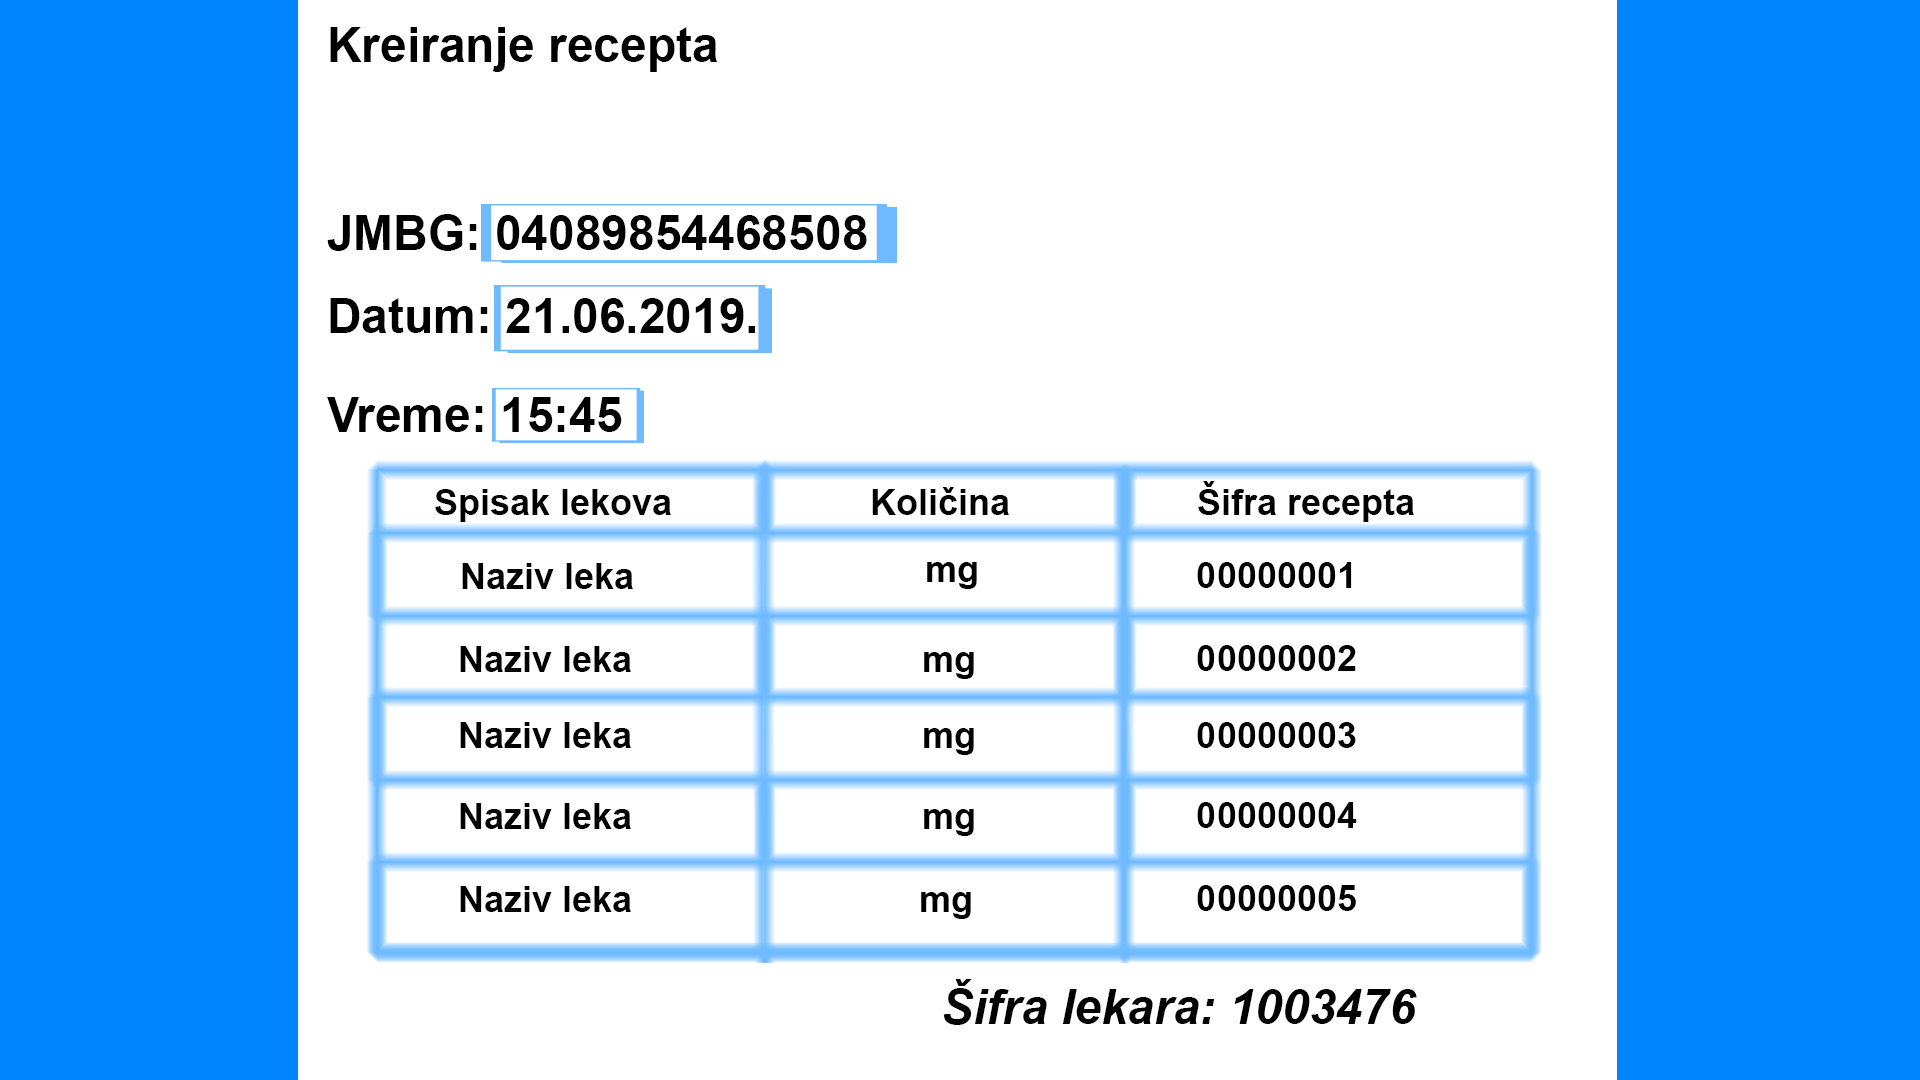 Kreiranje recepta
JMBG: 04089854468508
Datum: 21.06.2019.
Vreme: 15:45
Spisak lekova Količina Šifra recepta
Naziv leka mg 00000001
Naziv leka mg 00000002
Naziv leka mg 00000003
Naziv leka mg 00000004
Naziv leka mg 00000005
Šifra lekara: 1003476